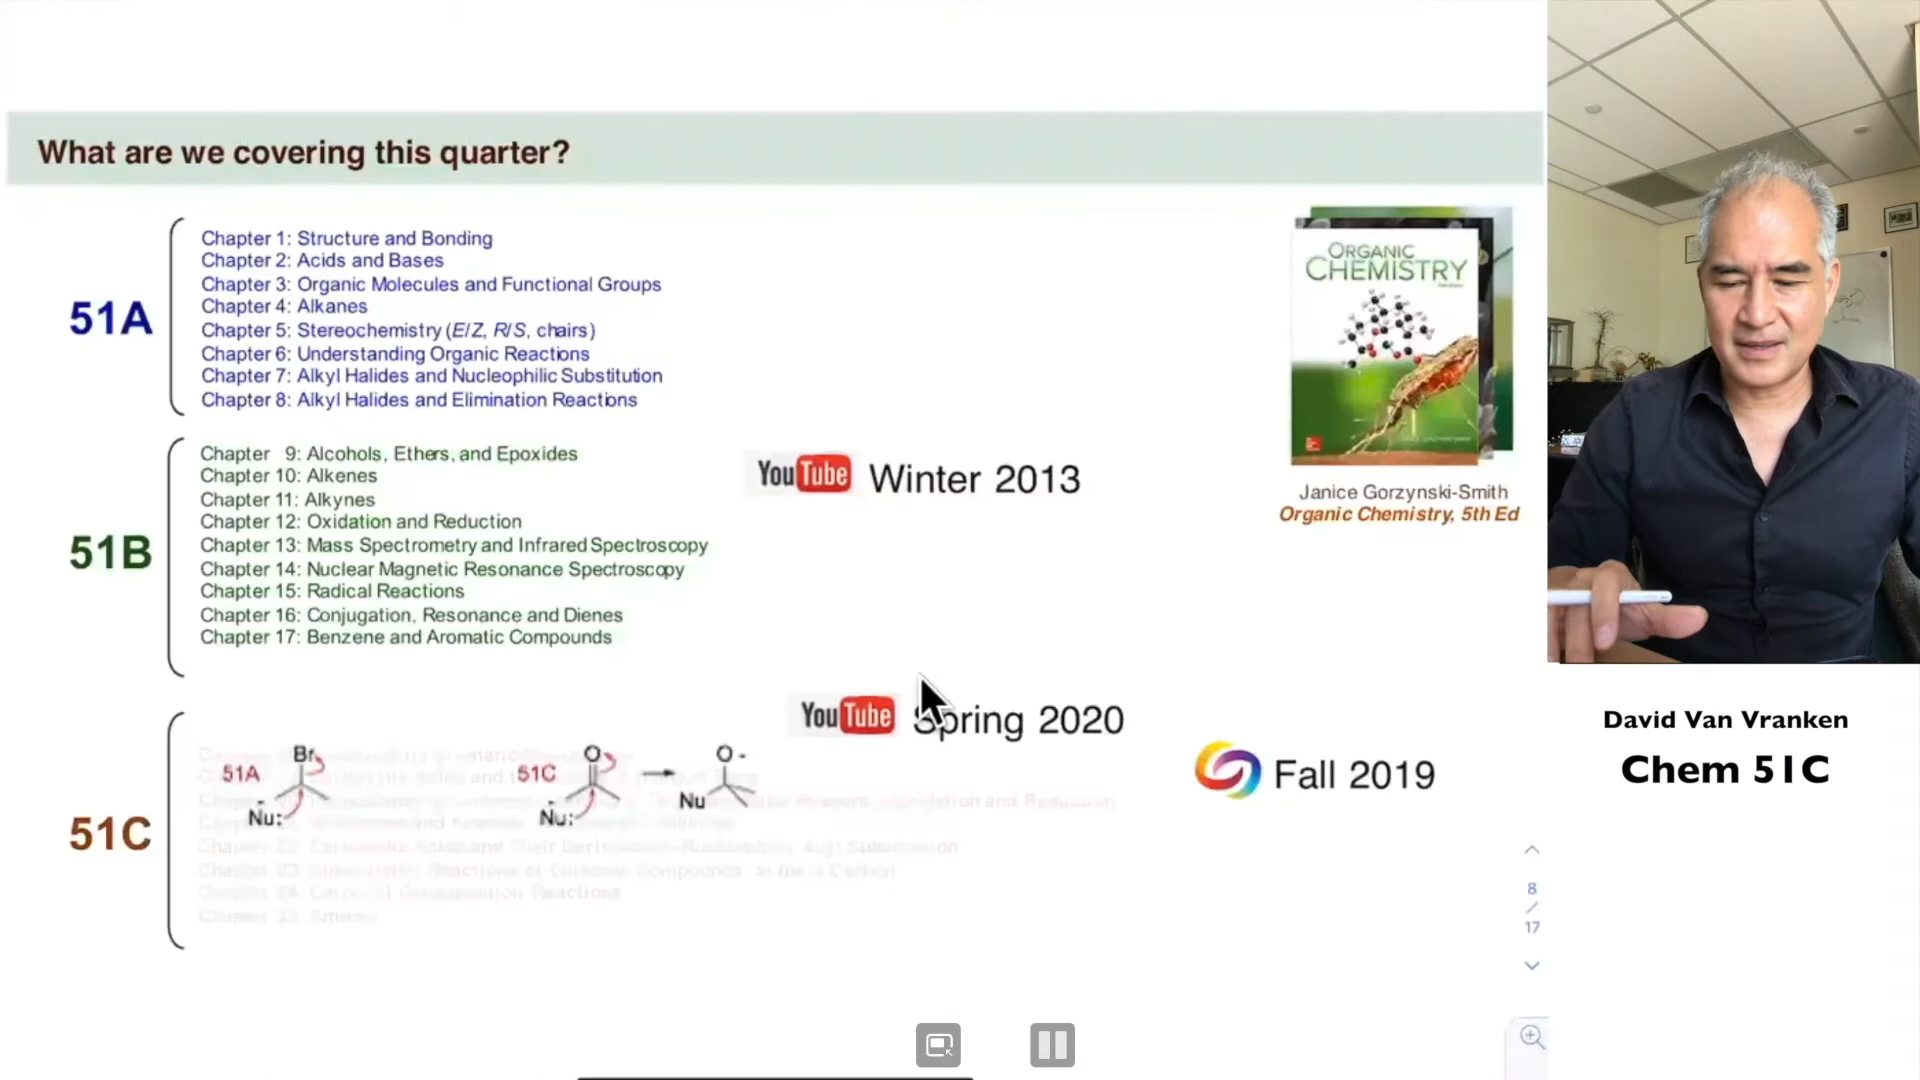 What are we covering this quarter?
51A
Chapter 1: Structure and Bonding
Chapter 2: Acids and Bases
Chapter 3: Organic Molecules and Functional Groups
Chapter 4: Alkanes
Chapter 5: Stereochemistry (E/Z, R/S, chairs)
Chapter 6: Understanding Organic Reactions
Chapter 7: Alkyl Halides and Nucleophilic Substitution
Chapter 8: Alkyl Halides and Elimination Reactions
ORGANIC
CHEMISTRY
Janice Gorzynski-Smith
Organic Chemistry, 5th Ed
51B
Chapter 9: Alcohols, Ethers, and Epoxides
Chapter 10: Alkenes
Chapter 11: Alkynes
Chapter 12: Oxidation and Reduction
Chapter 13: Mass Spectrometry and Infrared Spectroscopy
Chapter 14: Nuclear Magnetic Resonance Spectroscopy
Chapter 15: Radical Reactions
Chapter 16: Conjugation, Resonance and Dienes
Chapter 17: Benzene and Aromatic Compounds
YouTube Winter 2013
YouTube Spring 2020
Fall 2019
51C
51A
Br
Nu:
51C
O
Nu:
O -
Nu
8
/
17
David Van Vranken
Chem 51C